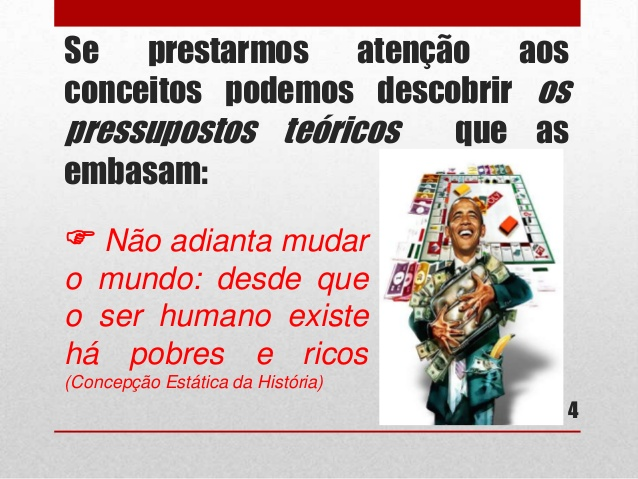 Se prestarmos atenção aos
conceitos podemos descobrir os
pressupostos teóricos que as
embasam:
☞ Não adianta mudar
o mundo: desde que
o ser humano existe
há pobres e ricos
(Concepção Estática da História)
4